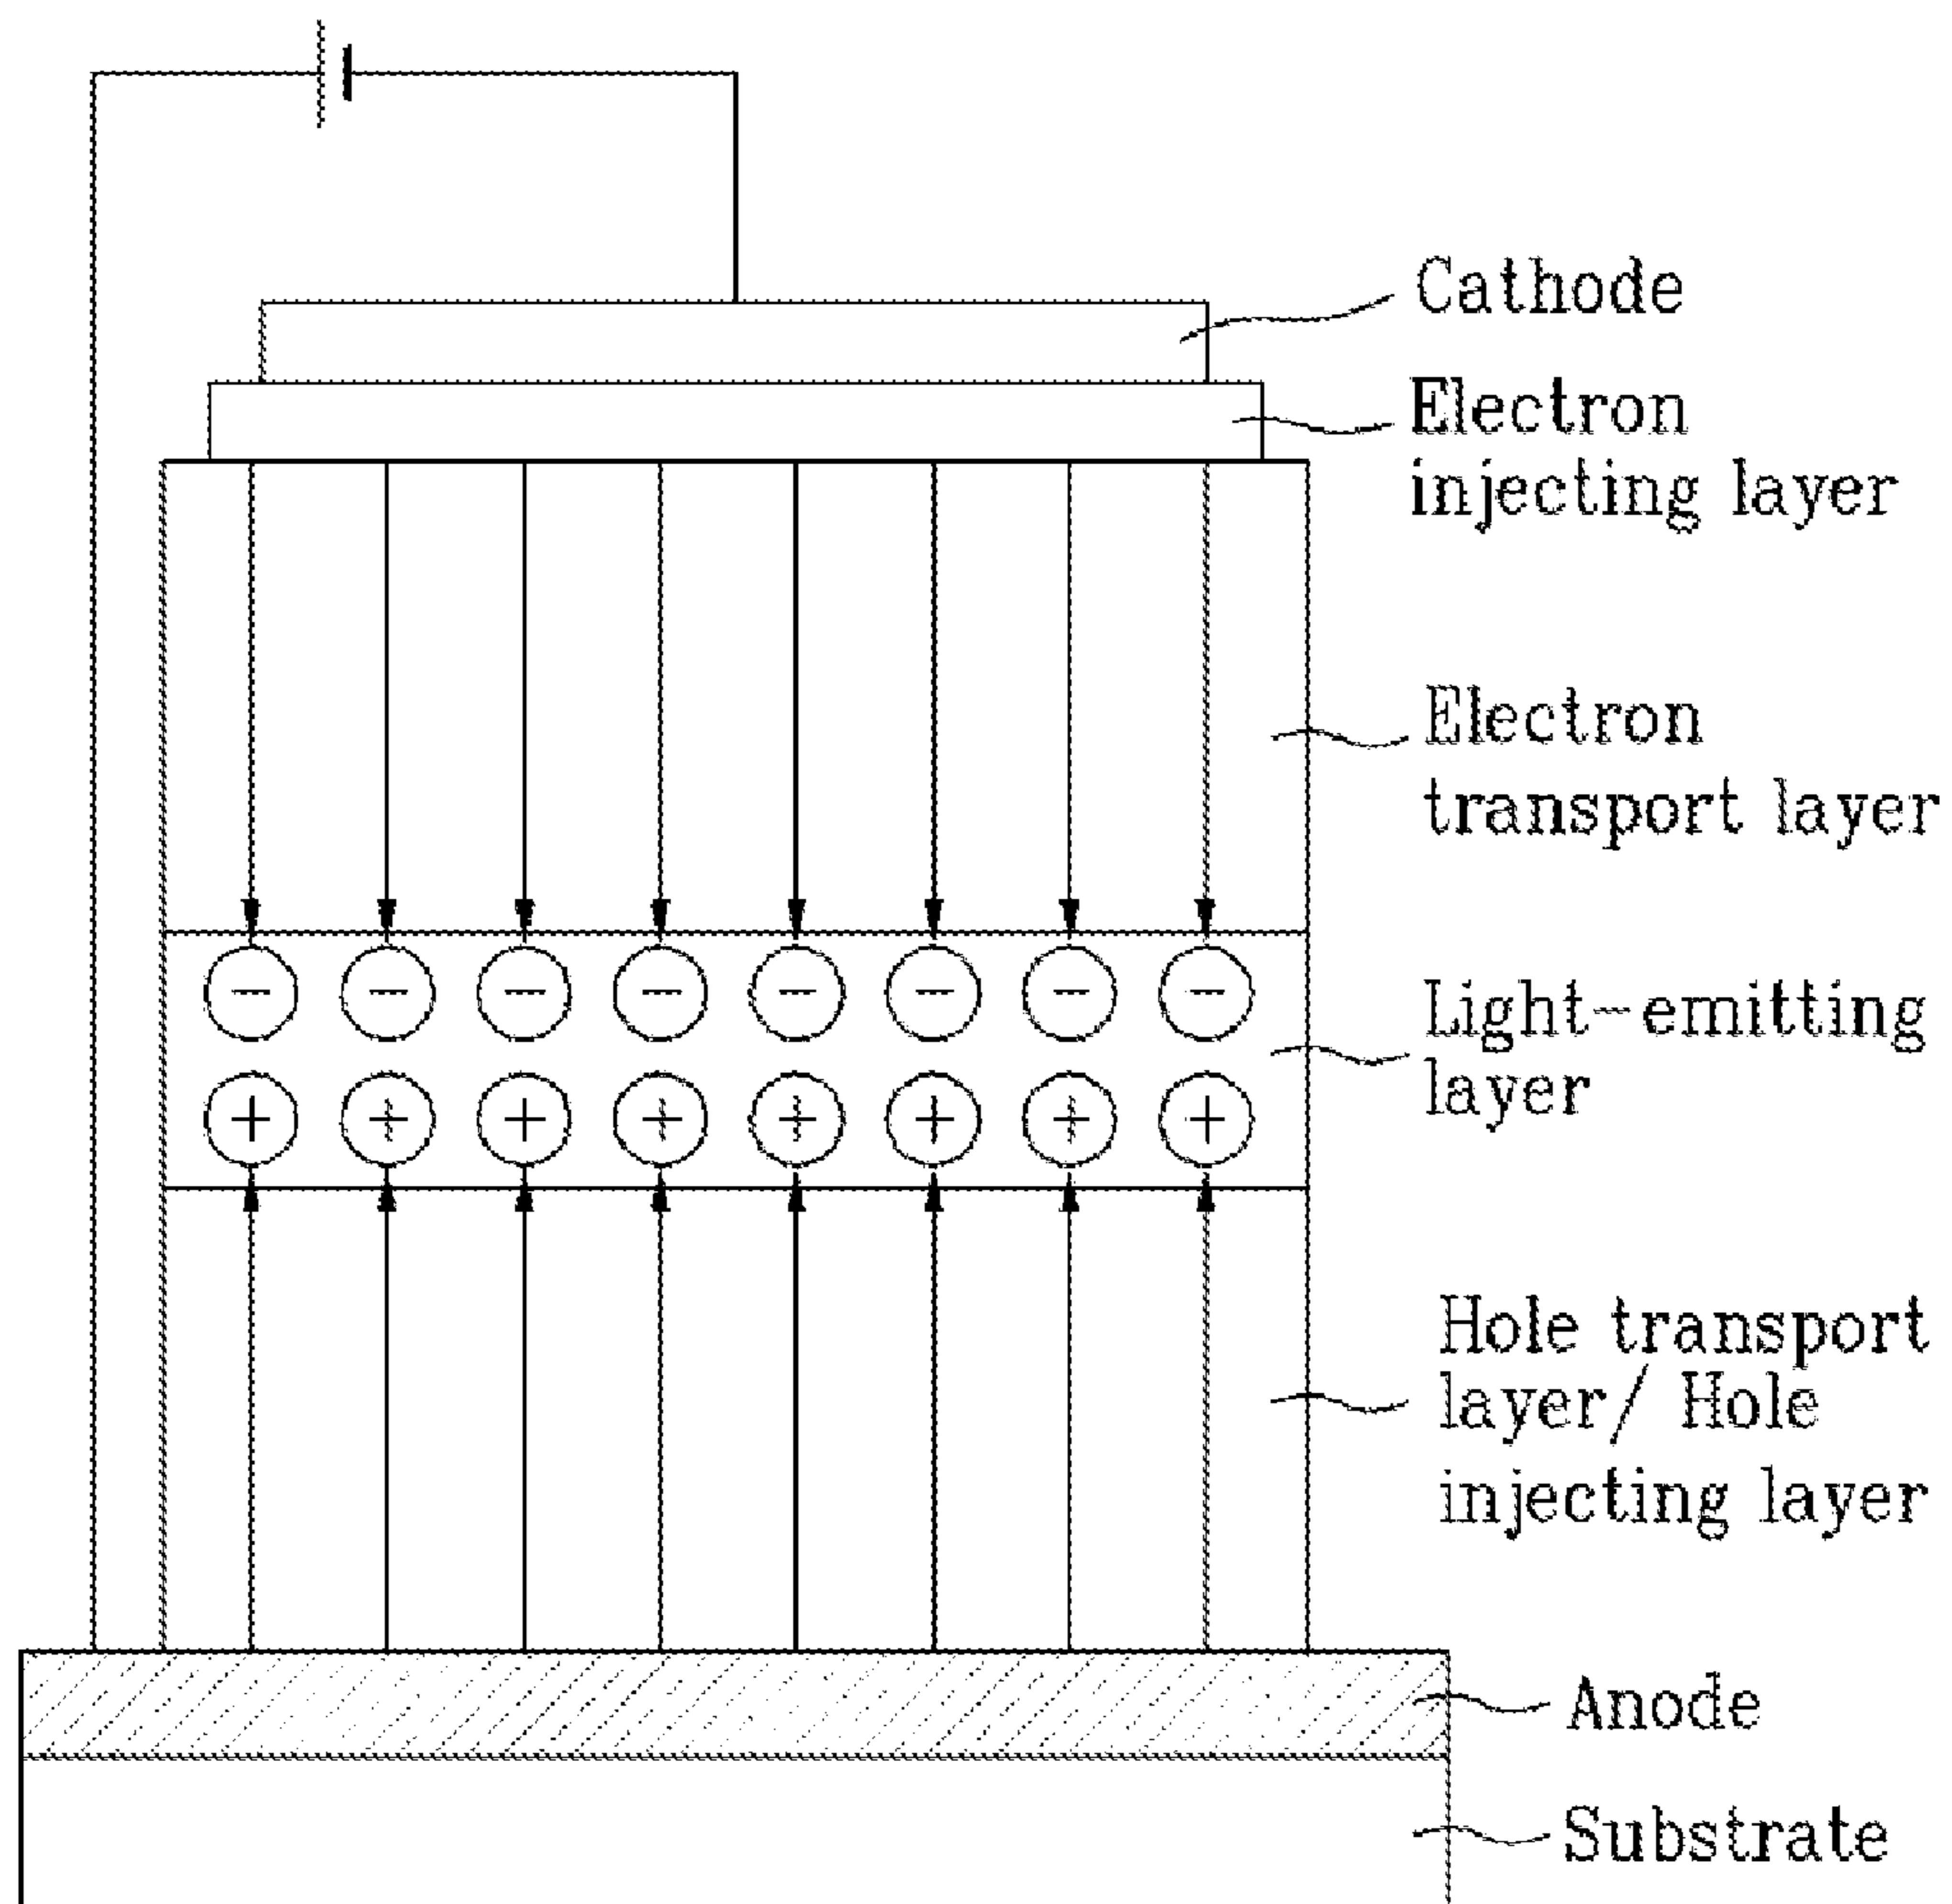 Cathode
Electron
injecting layer
Electron
transport layer
Light-emitting
layer
Hole transport
layer/ Hole
injecting layer
Anode
Substrate